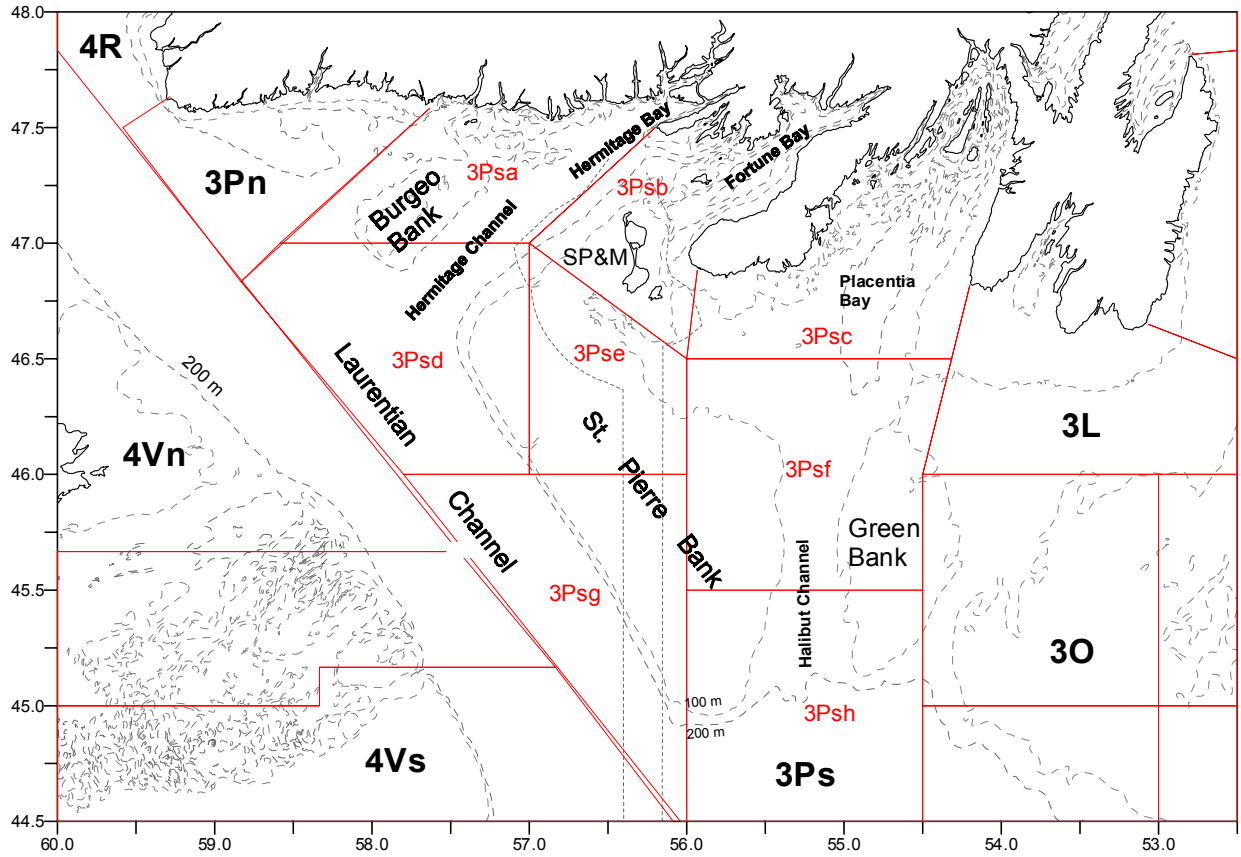 48.0
4R
47.5
Hermitage Bay
3Pn
3Psa
3Psb
Fortune Bay
Burgeo
Bank
47.0
Hermitage Channel
SP&M
Placentia
Bay
46.5
200 m
3Psd
3Pse
3Psc
Laurentian
Channel
St.
Pierre
Bank
3L
4Vn
46.0
3Psf
Green
Bank
45.5
3Psg
Halibut Channel
3O
45.0
100 m
3Psh
200 m
4Vs
3Ps
44.5
60.0 59.0 58.0 57.0 56.0 55.0 54.0 53.0